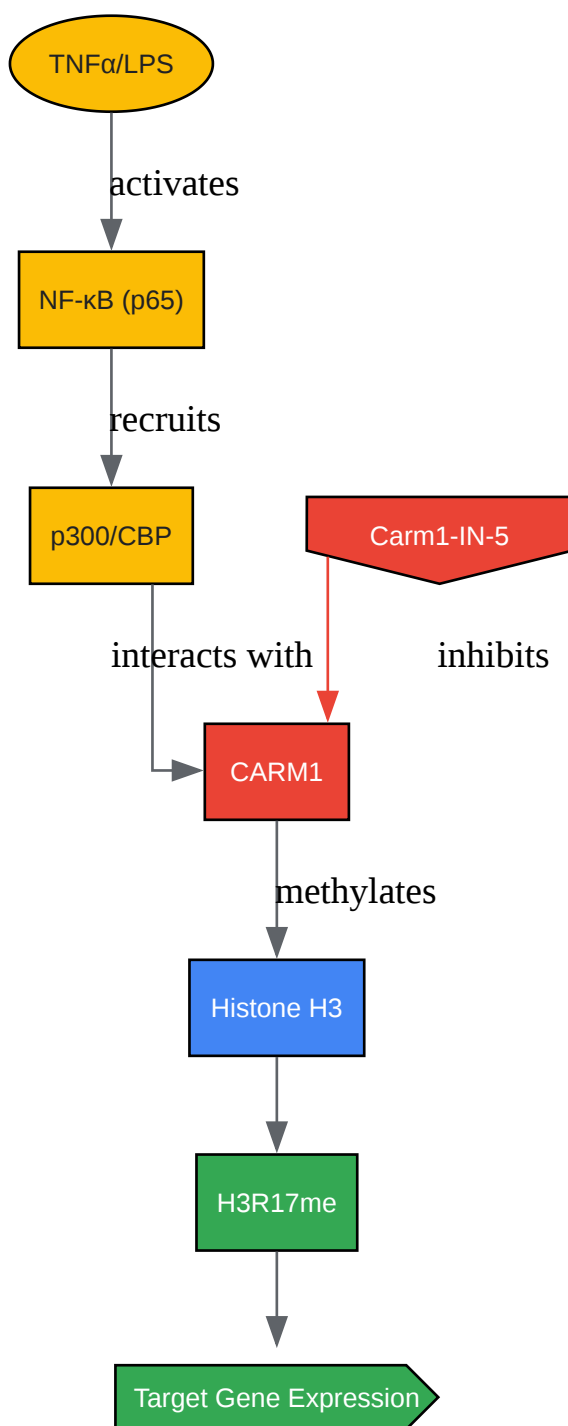 TNFα/LPS
activates
NF-κB (p65)
recruits
p300/CBP
Carm1-IN-5
interacts with
inhibits
CARM1
methylates
Histone H3
H3R17me
Target Gene Expression